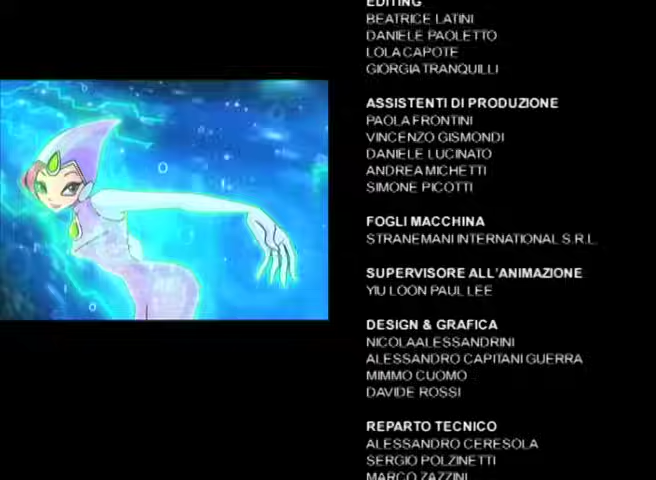 EDITING
BEATRICE LATINI
DANIELE PAOLETTO
LOLA CAPOTE
GIORGIA TRANQUILLI
ASSISTENTI DI PRODUZIONE
PAOLA FRONTINI
VINCENZO GISMONDI
DANIELE LUCINATO
ANDREA MICHETTI
SIMONE PICOTTI
FOGLI MACCHINA
STRANEMANI INTERNATIONAL S.R.L.
SUPERVISORE ALL'ANIMAZIONE
YIU LOON PAUL LEE
DESIGN & GRAFICA
NICOLA ALESSANDRINI
ALESSANDRO CAPITANI GUERRA
MIMMO CUOMO
DAVIDE ROSSI
REPARTO TECNICO
ALESSANDRO CERESOLA
SERGIO POLZINETTI
MARCO ZAZZINI